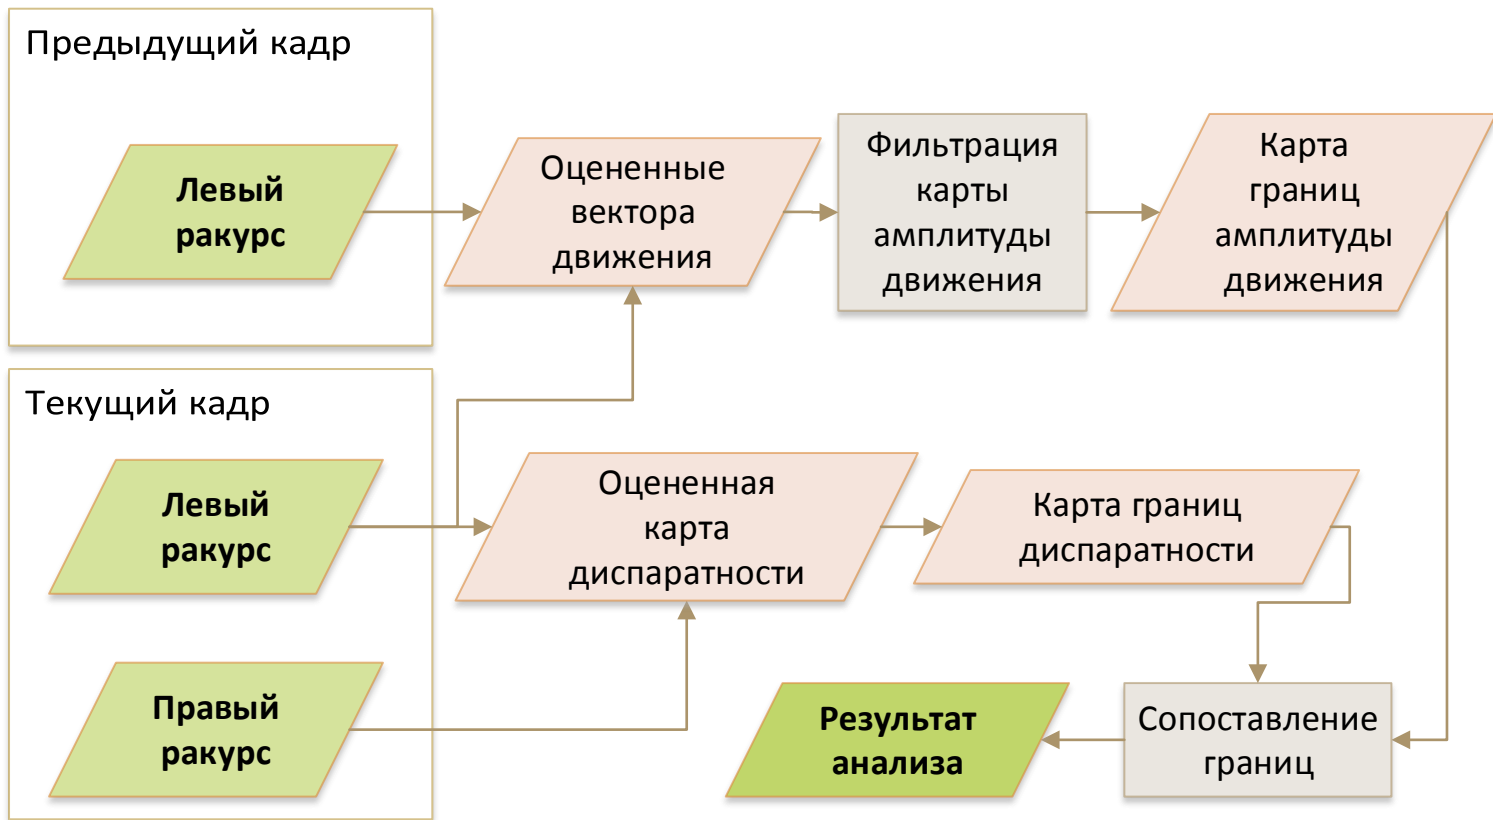 Предыдущий кадр
Левый
ракурс
Оцененные
вектора
движения
Фильтрация
карты
амплитуды
движения
Карта
границ
амплитуды
движения
Текущий кадр
Левый
ракурс
Оцененная
карта
диспаратности
Карта границ
диспаратности
Правый
ракурс
Результат
анализа
Сопоставление
границ